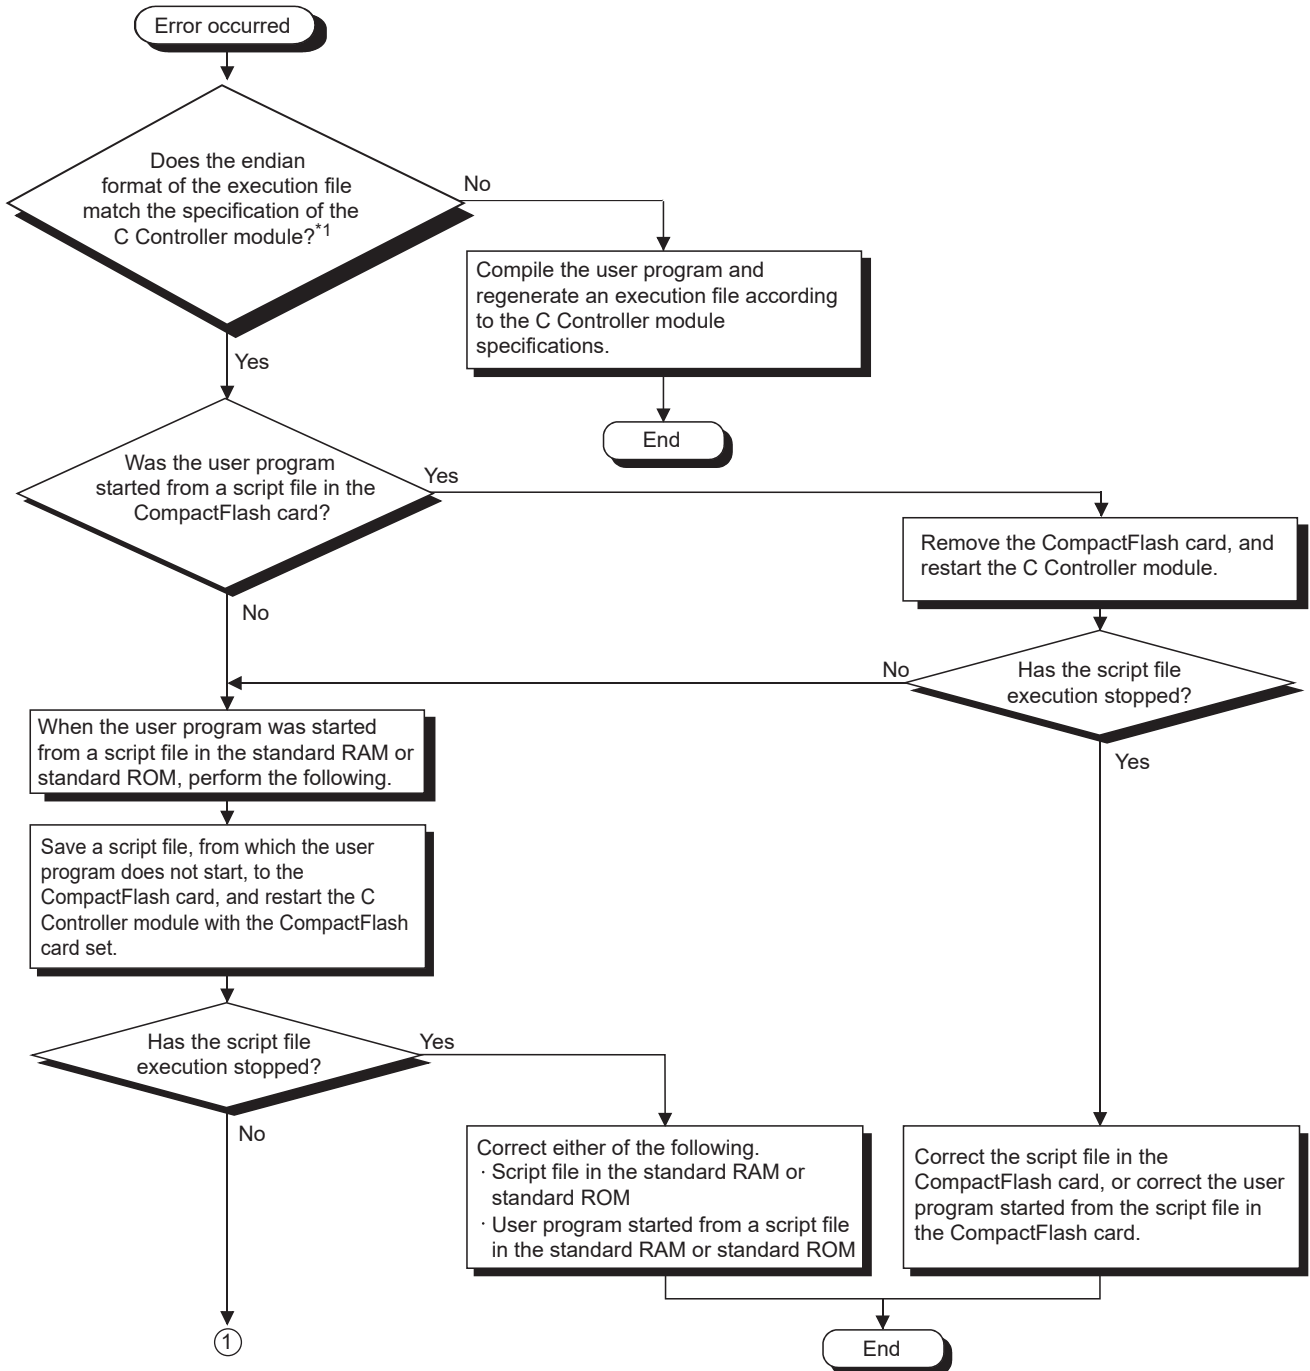 Error occurred
Does the endian
format of the execution file
match the specification of the
C Controller module?*1
No
Compile the user program and
regenerate an execution file according
to the C Controller module
specifications.
End
Yes
Was the user program
started from a script file in the
CompactFlash card?
Yes
Remove the CompactFlash card, and
restart the C Controller module.
No
Has the script file
execution stopped?
No
Yes
When the user program was started
from a script file in the standard RAM or
standard ROM, perform the following.
Save a script file, from which the user
program does not start, to the
CompactFlash card, and restart the C
Controller module with the CompactFlash
card set.
Has the script file
execution stopped?
Yes
No
Correct either of the following.
· Script file in the standard RAM or
standard ROM
· User program started from a script file
in the standard RAM or standard ROM
Correct the script file in the
CompactFlash card, or correct the user
program started from the script file in
the CompactFlash card.
1
End